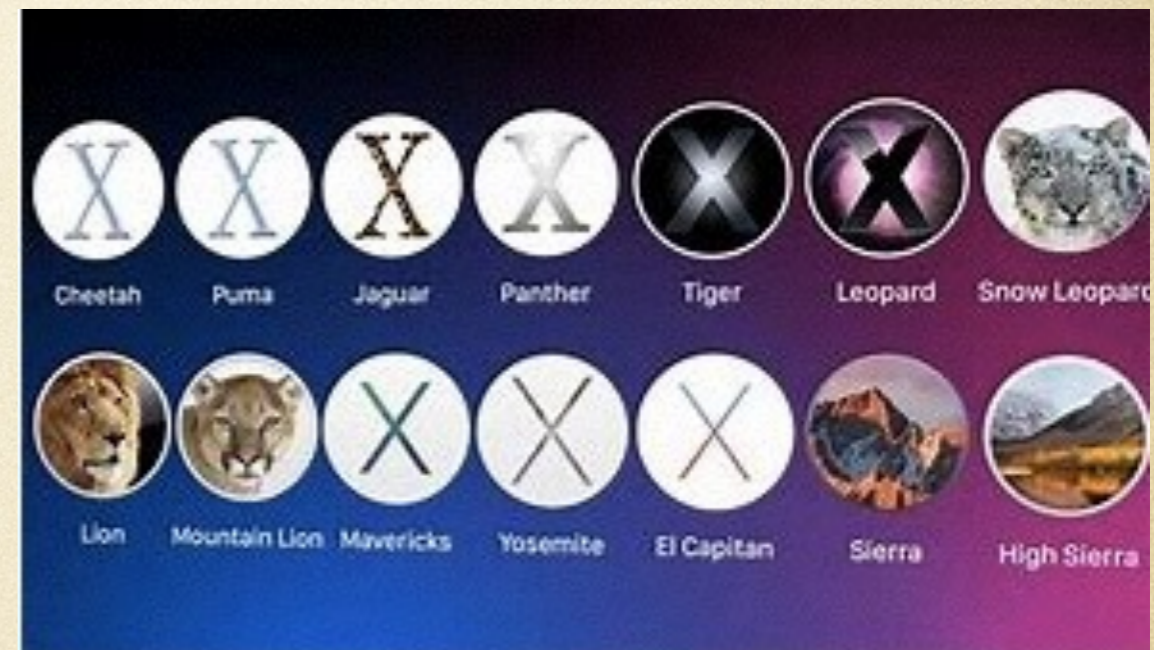 Cheetah Puma Jaguar Panther Tiger Leopard Snow Leopard
Lion Mountain Lion Mavericks Yosemite El Capitan Sierra High Sierra